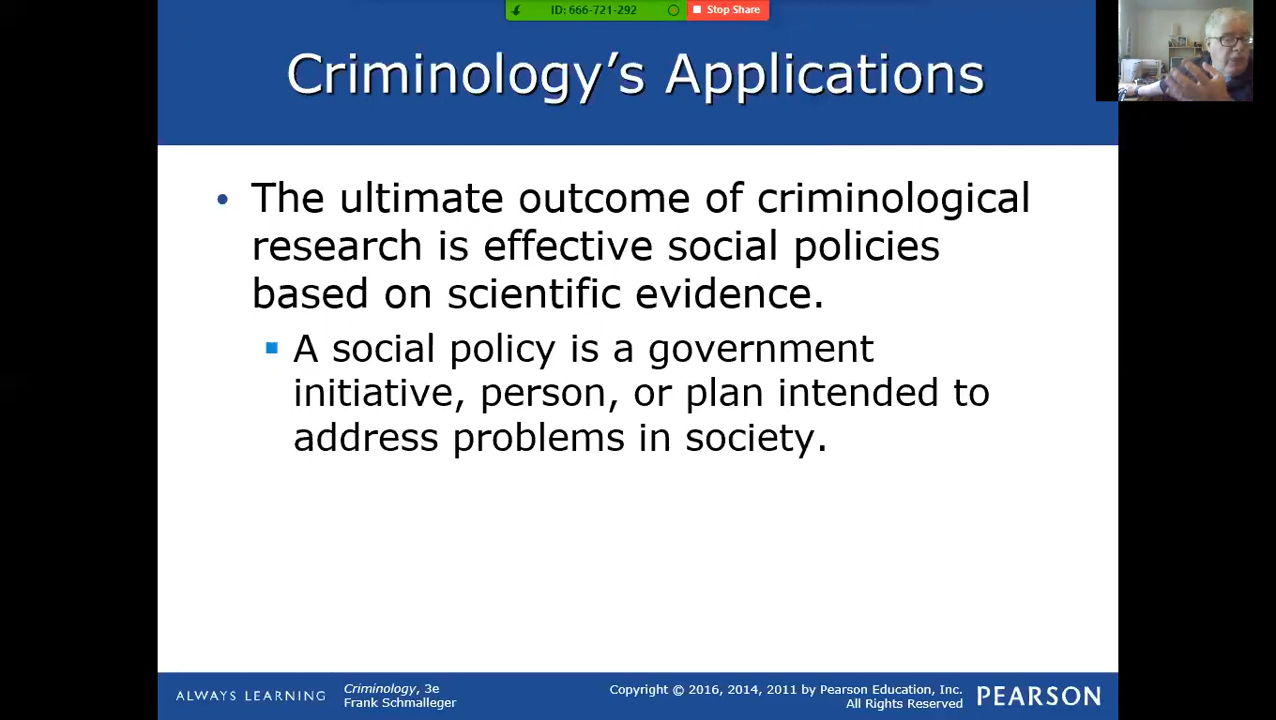 ID: 666-721-292
Stop Share
Criminology’s Applications
• The ultimate outcome of criminological
research is effective social policies
based on scientific evidence.
▪ A social policy is a government
initiative, person, or plan intended to
address problems in society.
ALWAYS LEARNING
Criminology, 3e
Frank Schmalleger
Copyright © 2016, 2014, 2011 by Pearson Education, Inc.
All Rights Reserved
PEARSON